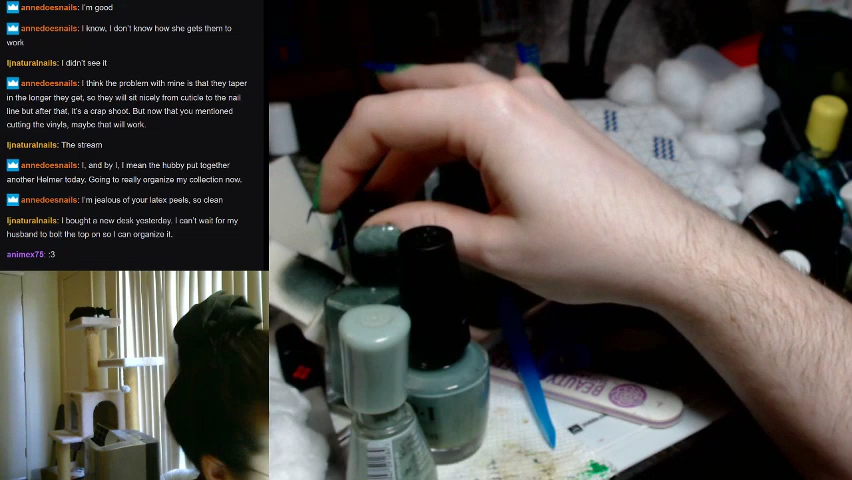 annedoesnails: I'm good
annedoesnails: I know, I don't know how she gets them to
work
ljnaturalnails: I didn't see it
annedoesnails: I think the problem with mine is that they taper
in the longer they get, so they will sit nicely from cuticle to the nail
line but after that, it's a crap shoot. But now that you mentioned
cutting the vinyls, maybe that will work.
ljnaturalnails: The stream
annedoesnails: I, and by I, I mean the hubby put together
another Helmer today. Going to really organize my collection now.
annedoesnails: I'm jealous of your latex peels, so clean
ljnaturalnails: I bought a new desk yesterday. I can't wait for my
husband to bolt the top on so I can organize it.
animex75: :3
BEAUTY